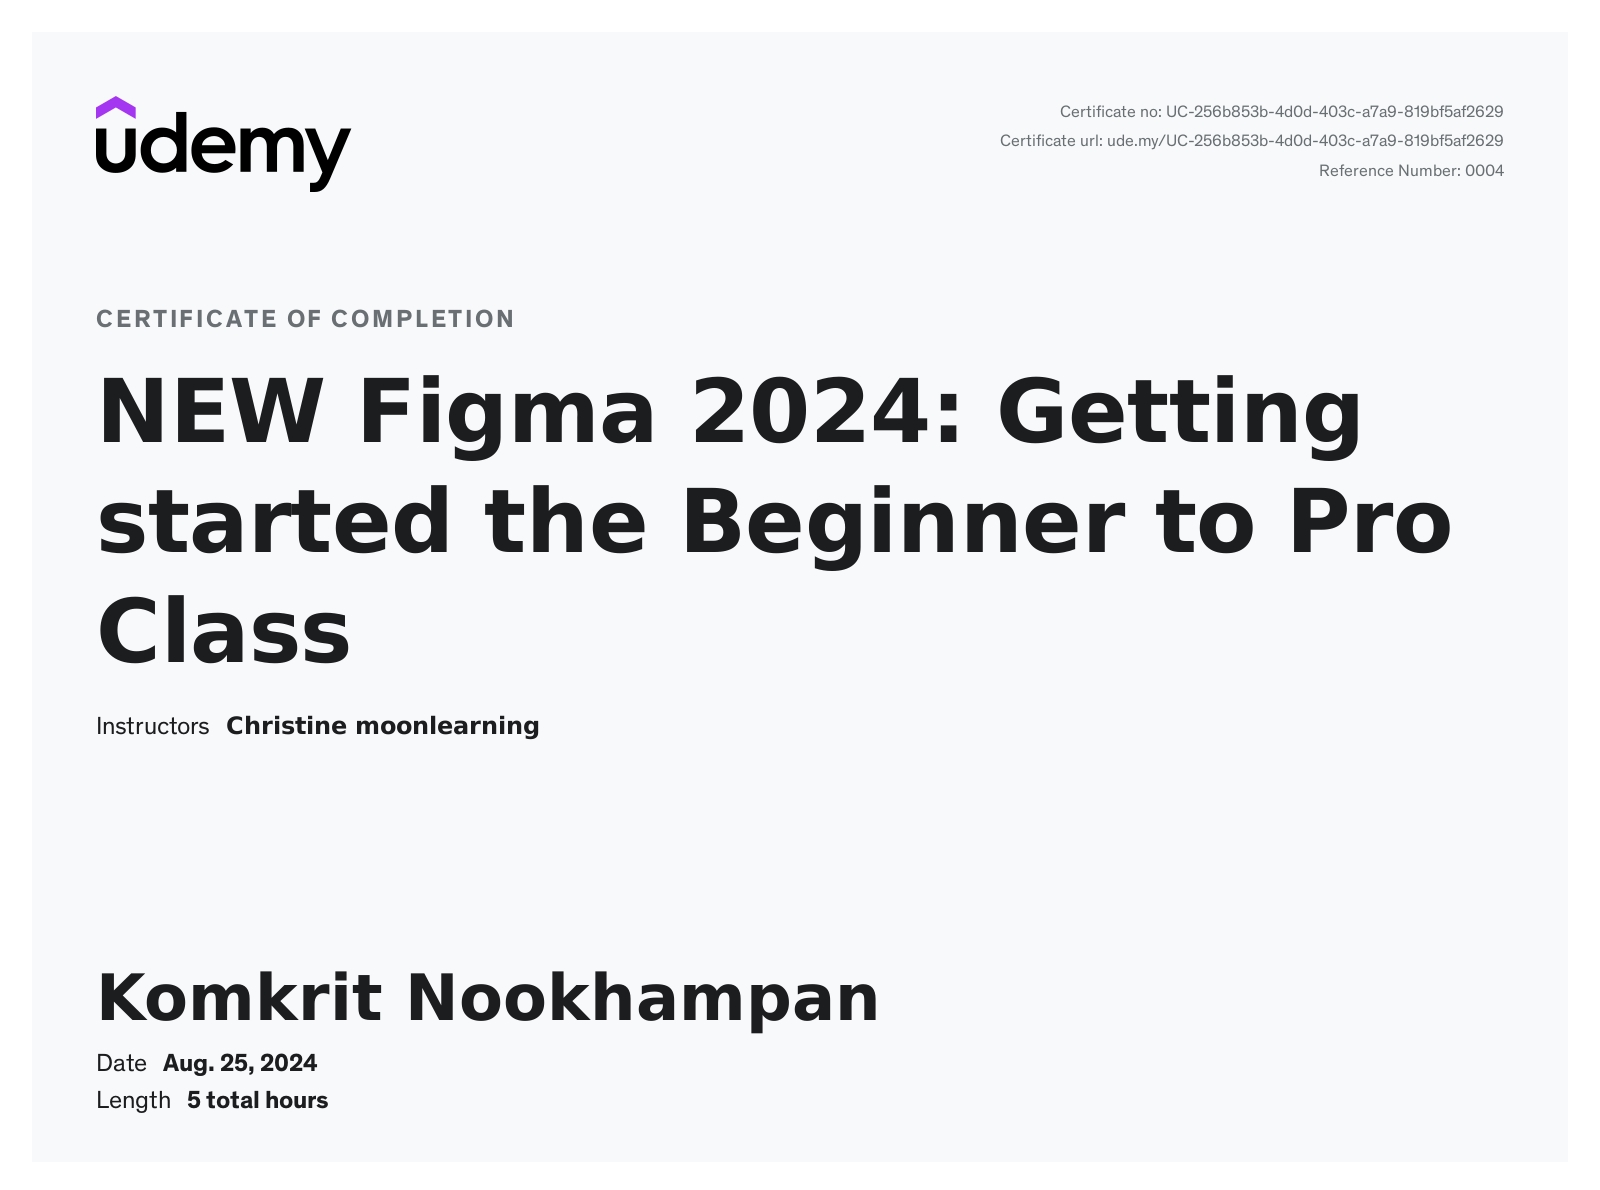 udemy
Certificate no: UC-256b853b-4d0d-403c-a7a9-819bf5af2629
Certificate url: ude.my/UC-256b853b-4d0d-403c-a7a9-819bf5af2629
Reference Number: 0004
CERTIFICATE OF COMPLETION
NEW Figma 2024: Getting
started the Beginner to Pro
Class
Instructors Christine moonlearning
Komkrit Nookhampan
Date Aug. 25, 2024
Length 5 total hours